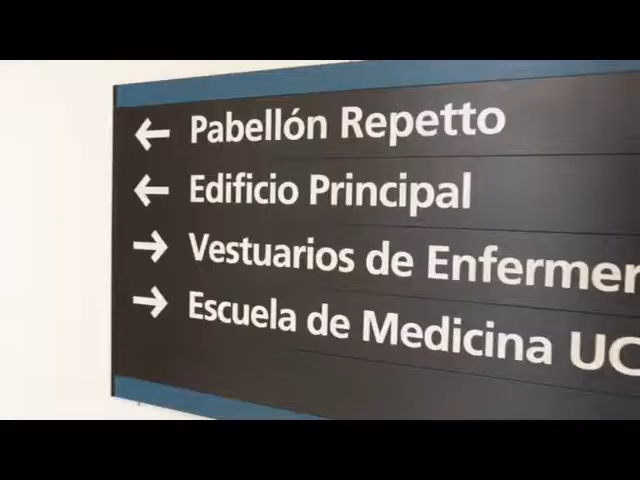 ← Pabellón Repetto
← Edificio Principal
→ Vestuarios de Enfermer
→ Escuela de Medicina UC